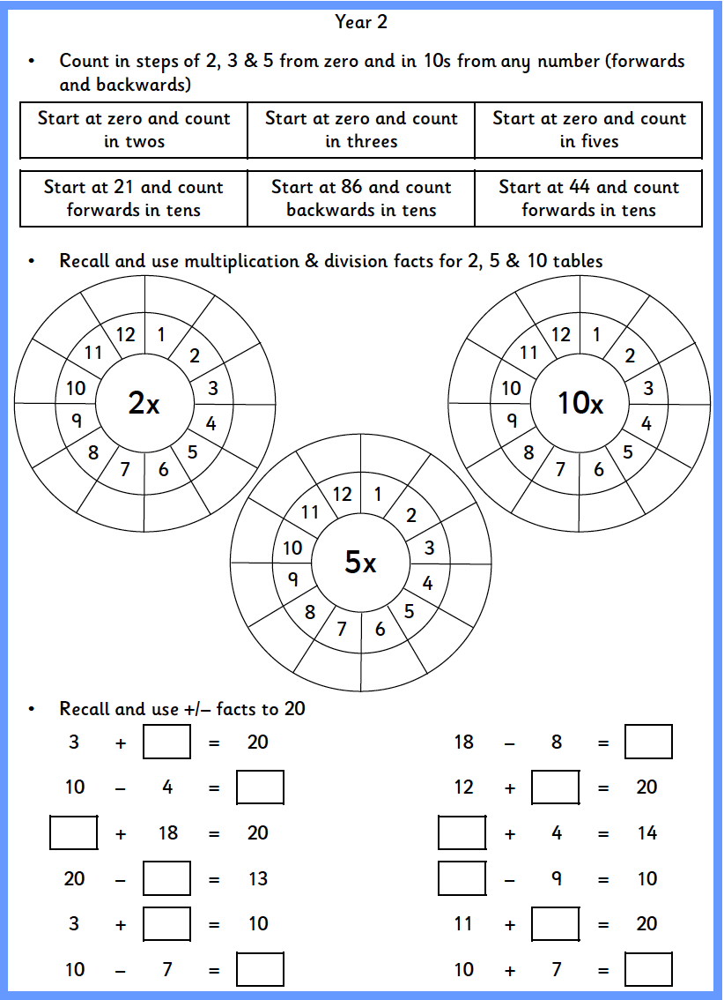 Year 2
• Count in steps of 2, 3 & 5 from zero and in 10s from any number (forwards
and backwards)
Start at zero and count in twos
Start at zero and count in threes
Start at zero and count in fives
Start at 21 and count forwards in tens
Start at 86 and count backwards in tens
Start at 44 and count forwards in tens
• Recall and use multiplication & division facts for 2, 5 & 10 tables
2x
1 2 3 4 5 6 7 8 9 10 11 12
10x
1 2 3 4 5 6 7 8 9 10 11 12
5x
1 2 3 4 5 6 7 8 9 10 11 12
• Recall and use +/– facts to 20
3 + = 20
18 – 8 =
10 – 4 =
12 + = 20
+ 18 = 20
+ 4 = 14
20 – = 13
– 9 = 10
3 + = 10
11 + = 20
10 – 7 =
10 + 7 =